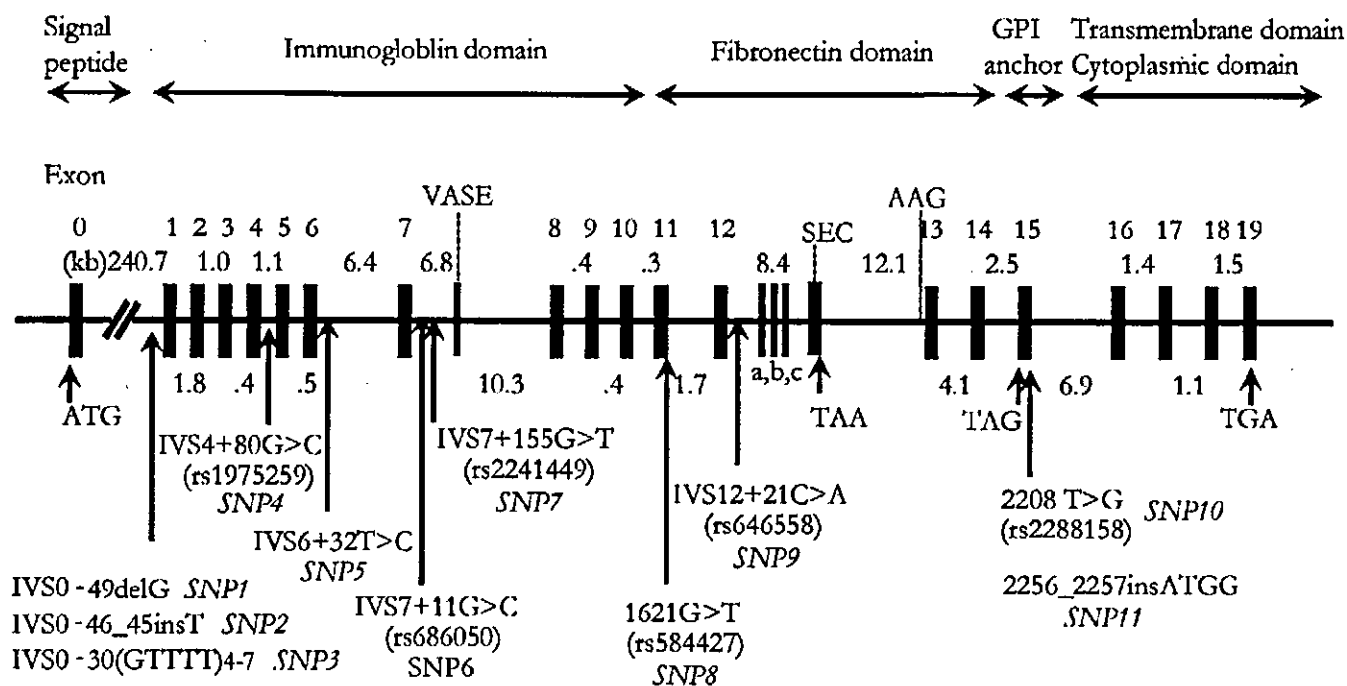 Signal
peptide
Immunogloblin domain
Fibronectin domain
GPI
anchor
Transmembrane domain
Cytoplasmic domain
Exon
VASE
AAG
SEC
0 1 2 3 4 5 6 7 8 9 10 11 12 13 14 15 16 17 18 19
(kb) 240.7 1.0 1.1 6.4 6.8 .4 .3 8.4 12.1 2.5 1.4 1.5
a,b,c
1.8 .4 .5 10.3 .4 1.7 4.1 6.9 1.1
ATG
TAA
TAG
TGA
IVS4+80G>C
(rs1975259)
SNP4
IVS7+155G>T
(rs2241449)
SNP7
IVS12+21C>A
(rs646558)
SNP9
2208 T>G
(rs2288158)
SNP10
IVS6+32T>C
SNP5
IVS0 -49delG SNP1
IVS0 -46_45insT SNP2
IVS0 -30(GTTTT)4-7 SNP3
IVS7+11G>C
(rs686050)
SNP6
1621G>T
(rs584427)
SNP8
2256_2257insATGG
SNP11